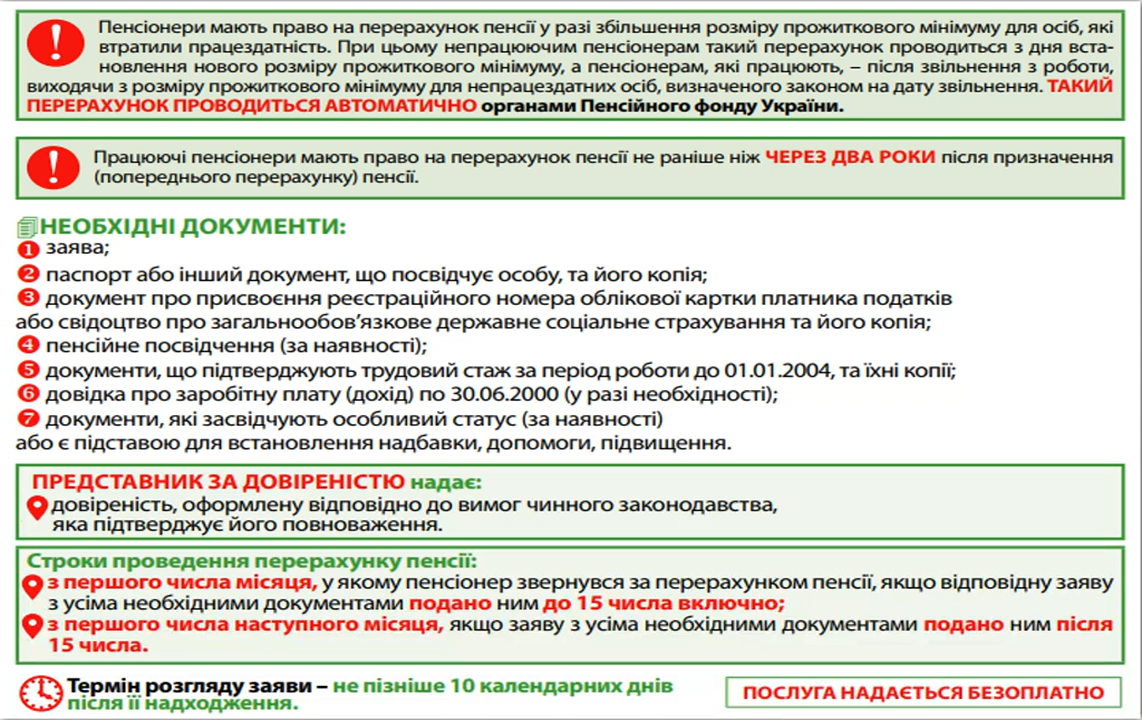 Пенсіонери мають право на перерахунок пенсії у разі збільшення розміру прожиткового мінімуму для осіб, які
втратили працездатність. При цьому непрацюючим пенсіонерам такий перерахунок проводиться з дня вста-
новлення нового розміру прожиткового мінімуму, а пенсіонерам, які працюють, – після звільнення з роботи,
виходячи з розміру прожиткового мінімуму для непрацездатних осіб, визначеного законом на дату звільнення. ТАКИЙ
ПЕРЕРАХУНОК ПРОВОДИТЬСЯ АВТОМАТИЧНО органами Пенсійного фонду України.
Працюючі пенсіонери мають право на перерахунок пенсії не раніше ніж ЧЕРЕЗ ДВА РОКИ після призначення
(попереднього перерахунку) пенсії.
НЕОБХІДНІ ДОКУМЕНТИ:
1 заява;
2 паспорт або інший документ, що посвідчує особу, та його копія;
3 документ про присвоєння реєстраційного номера облікової картки платника податків
або свідоцтво про загальнообов’язкове державне соціальне страхування та його копія;
4 пенсійне посвідчення (за наявності);
5 документи, що підтверджують трудовий стаж за період роботи до 01.01.2004, та їхні копії;
6 довідка про заробітну плату (дохід) по 30.06.2000 (у разі необхідності);
7 документи, які засвідчують особливий статус (за наявності)
або є підставою для встановлення надбавки, допомоги, підвищення.
ПРЕДСТАВНИК ЗА ДОВІРЕНІСТЮ надає:
довіреність, оформлену відповідно до вимог чинного законодавства,
яка підтверджує його повноваження.
Строки проведення перерахунку пенсії:
з першого числа місяця, у якому пенсіонер звернувся за перерахунком пенсії, якщо відповідну заяву
з усіма необхідними документами подано ним до 15 числа включно;
з першого числа наступного місяця, якщо заяву з усіма необхідними документами подано ним після
15 числа.
Термін розгляду заяви – не пізніше 10 календарних днів
після її надходження.
ПОСЛУГА НАДАЄТЬСЯ БЕЗОПЛАТНО